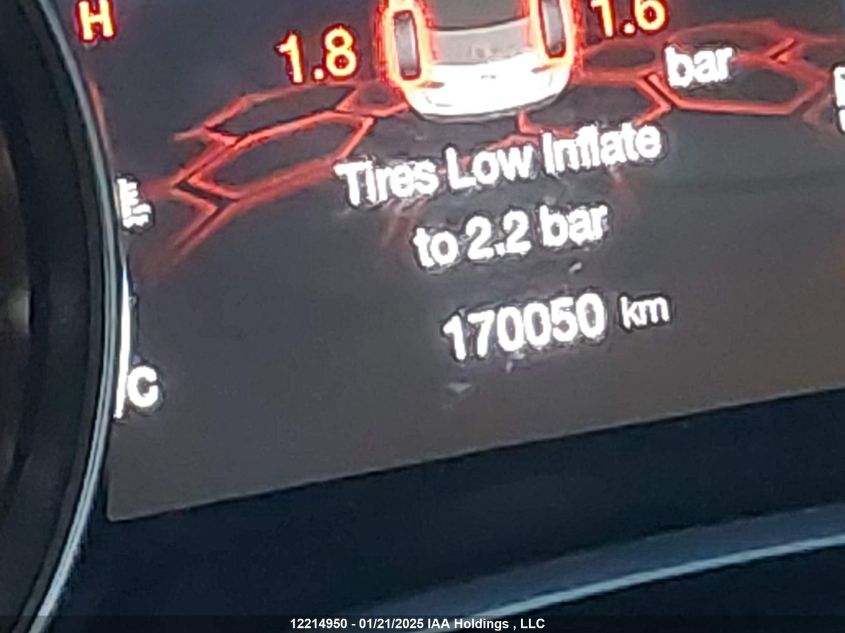 H
1.8 1.6
bar
Tires Low Inflate
to 2.2 bar
170050 km
C
12214950 - 01/21/2025 IAA Holdings , LLC